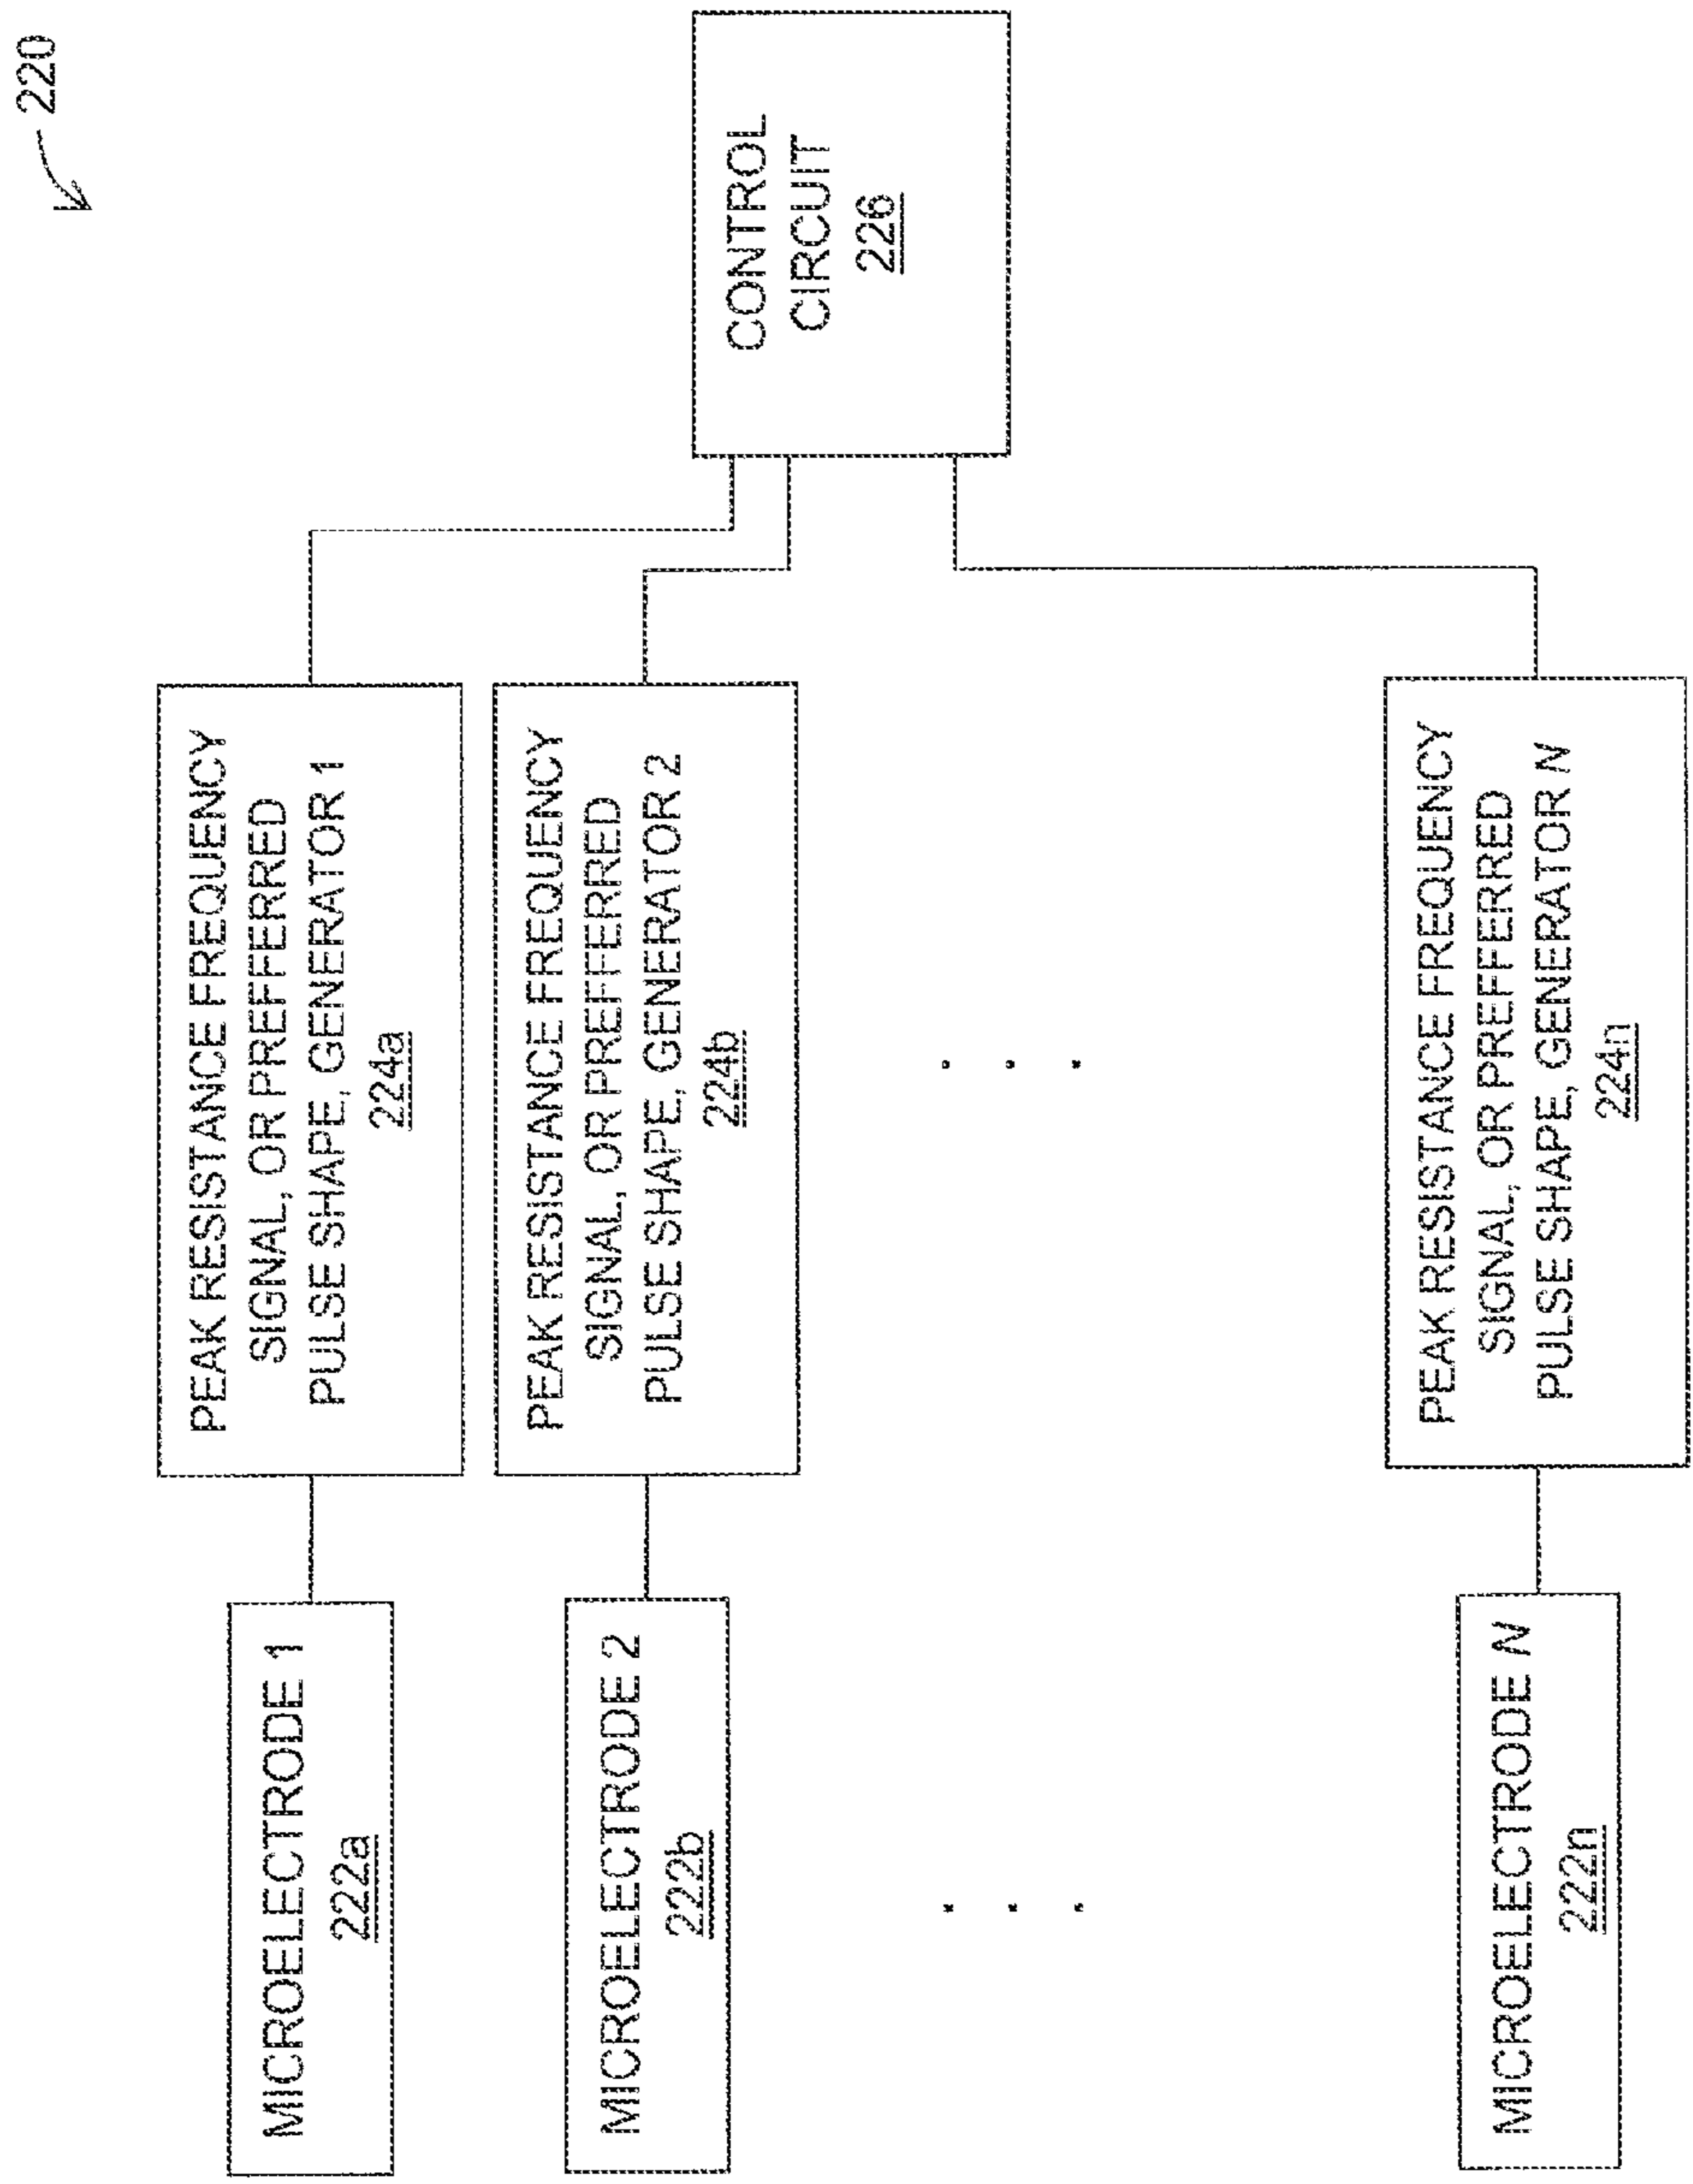 220
MICROELECTRODE 1
222a
PEAK RESISTANCE FREQUENCY
SIGNAL, OR PREFFERRED
PULSE SHAPE, GENERATOR 1
224a
MICROELECTRODE 2
222b
PEAK RESISTANCE FREQUENCY
SIGNAL, OR PREFFERRED
PULSE SHAPE, GENERATOR 2
224b
CONTROL
CIRCUIT
226
MICROELECTRODE N
222n
PEAK RESISTANCE FREQUENCY
SIGNAL, OR PREFFERRED
PULSE SHAPE, GENERATOR N
224n